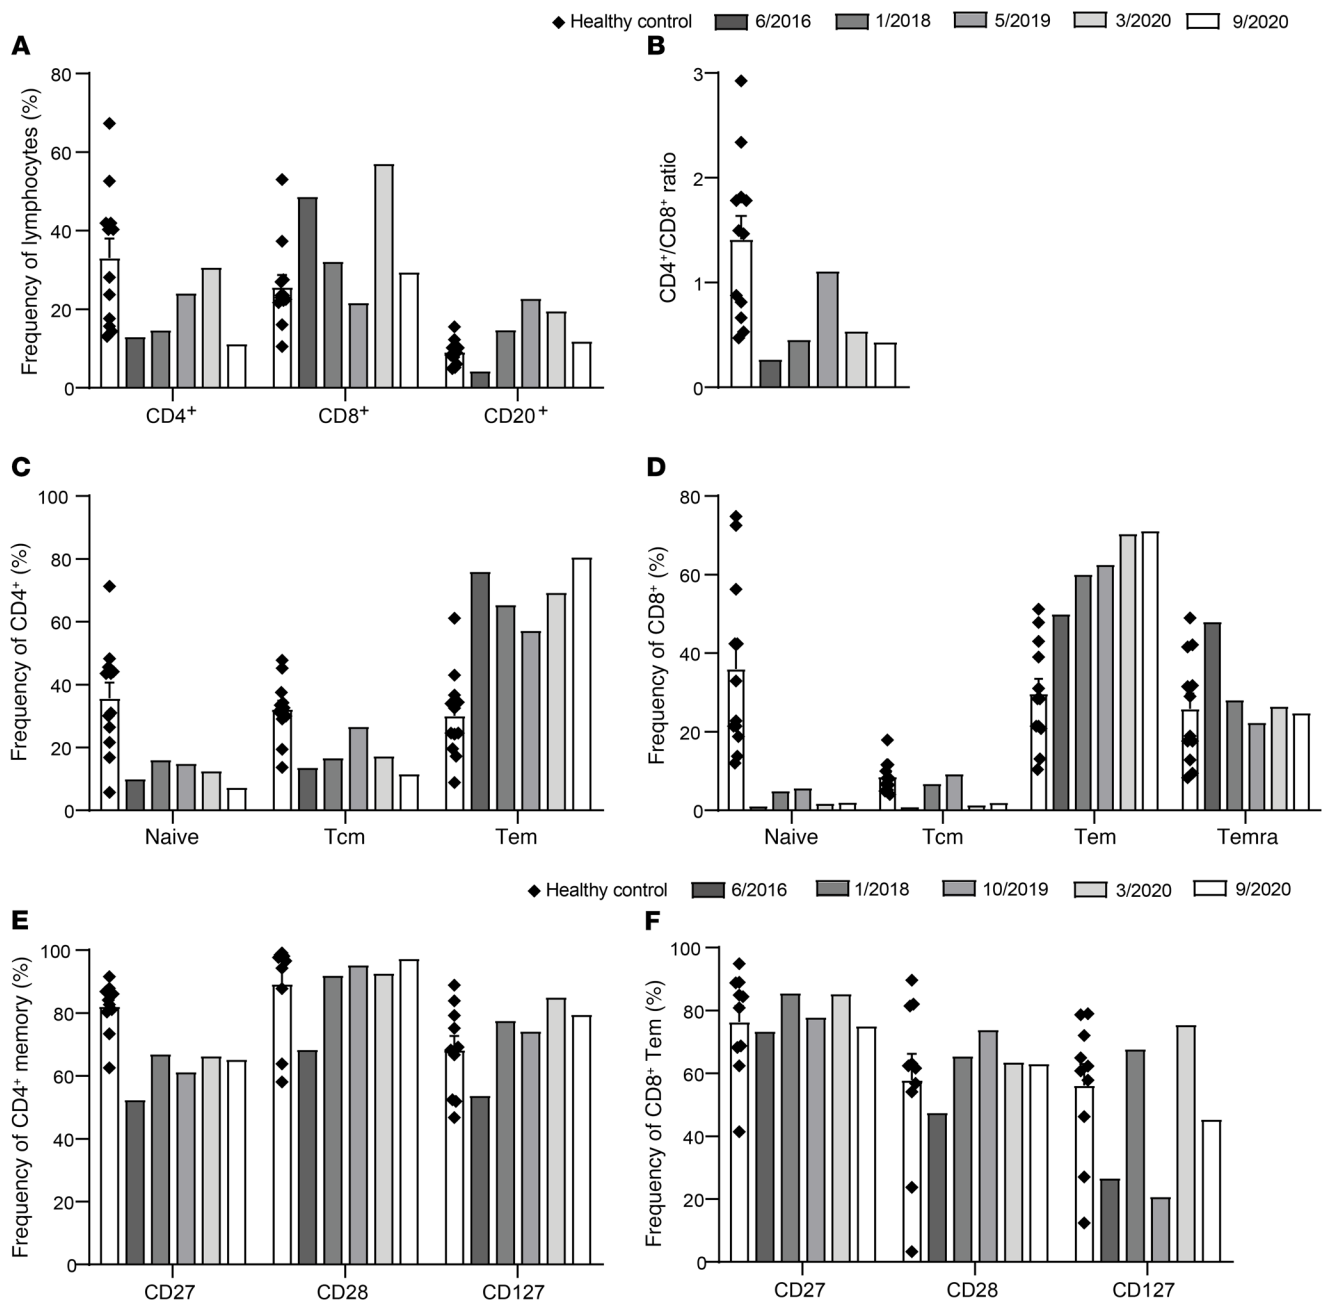 Healthy control 6/2016 1/2018 5/2019 3/2020 9/2020
A
Frequency of lymphocytes (%)
80
60
40
20
0
CD4+ CD8+ CD20+
B
CD4+/CD8+ ratio
3
2
1
0
C
Frequency of CD4+ (%)
100
80
60
40
20
0
Naive Tcm Tem
D
Frequency of CD8+ (%)
80
60
40
20
0
Naive Tcm Tem Temra
Healthy control 6/2016 1/2018 10/2019 3/2020 9/2020
E
Frequency of CD4+ memory (%)
100
80
60
40
20
0
CD27 CD28 CD127
F
Frequency of CD8+ Tem (%)
100
80
60
40
20
0
CD27 CD28 CD127